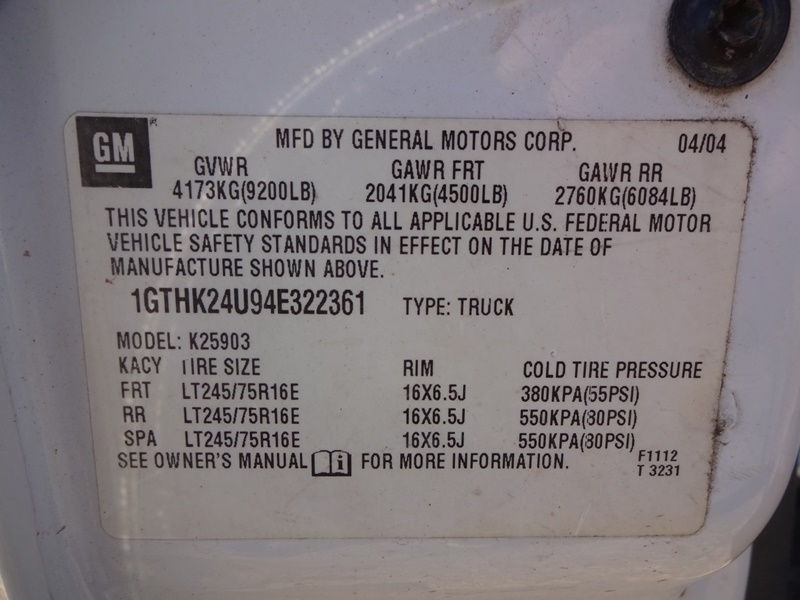 GM
MFD BY GENERAL MOTORS CORP. 04/04
GVWR GAWR FRT GAWR RR
4173KG(9200LB) 2041KG(4500LB) 2760KG(6084LB)
THIS VEHICLE CONFORMS TO ALL APPLICABLE U.S. FEDERAL MOTOR
VEHICLE SAFETY STANDARDS IN EFFECT ON THE DATE OF
MANUFACTURE SHOWN ABOVE.
1GTHK24U94E322361 TYPE: TRUCK
MODEL: K25903
KACY TIRE SIZE RIM COLD TIRE PRESSURE
FRT LT245/75R16E 16X6.5J 380KPA(55PSI)
RR LT245/75R16E 16X6.5J 550KPA(80PSI)
SPA LT245/75R16E 16X6.5J 550KPA(80PSI)
SEE OWNER'S MANUAL i FOR MORE INFORMATION. F1112
T 3231